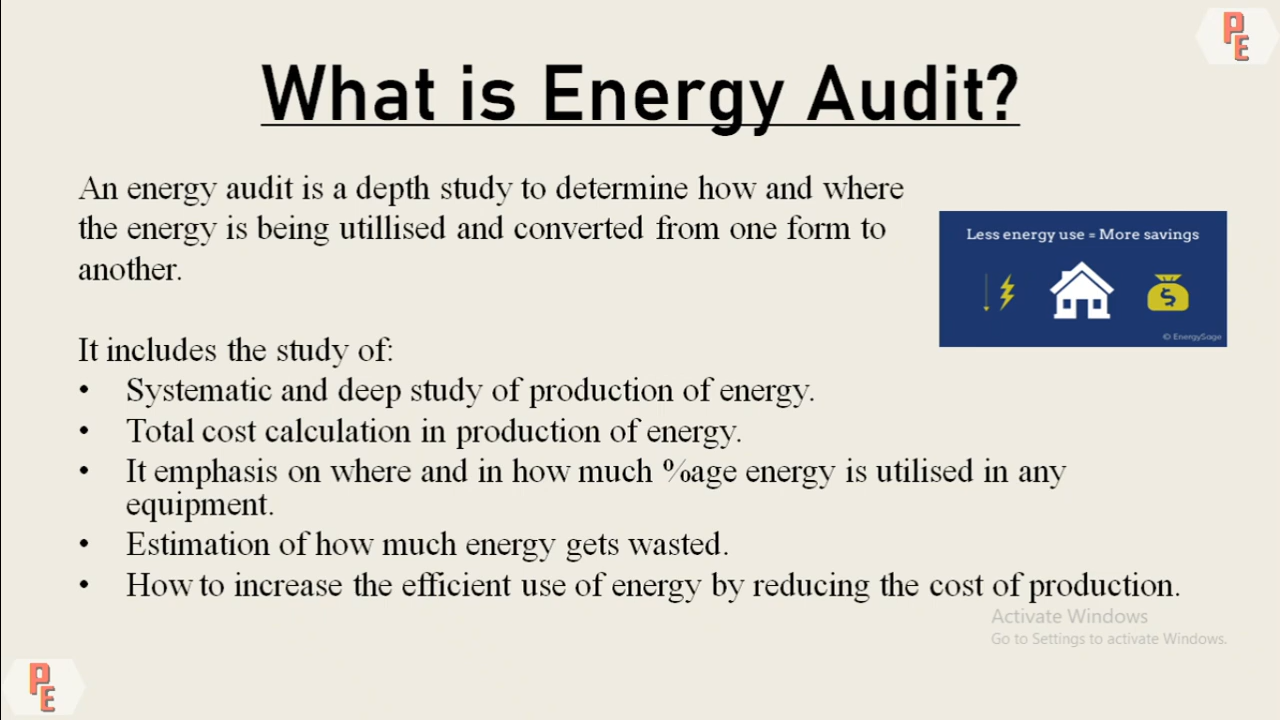 PE
What is Energy Audit?
An energy audit is a depth study to determine how and where
the energy is being utillised and converted from one form to
another.
Less energy use = More savings
$
© EnergySage
It includes the study of:
• Systematic and deep study of production of energy.
• Total cost calculation in production of energy.
• It emphasis on where and in how much %age energy is utilised in any
equipment.
• Estimation of how much energy gets wasted.
• How to increase the efficient use of energy by reducing the cost of production.
Activate Windows
Go to Settings to activate Windows.
PE